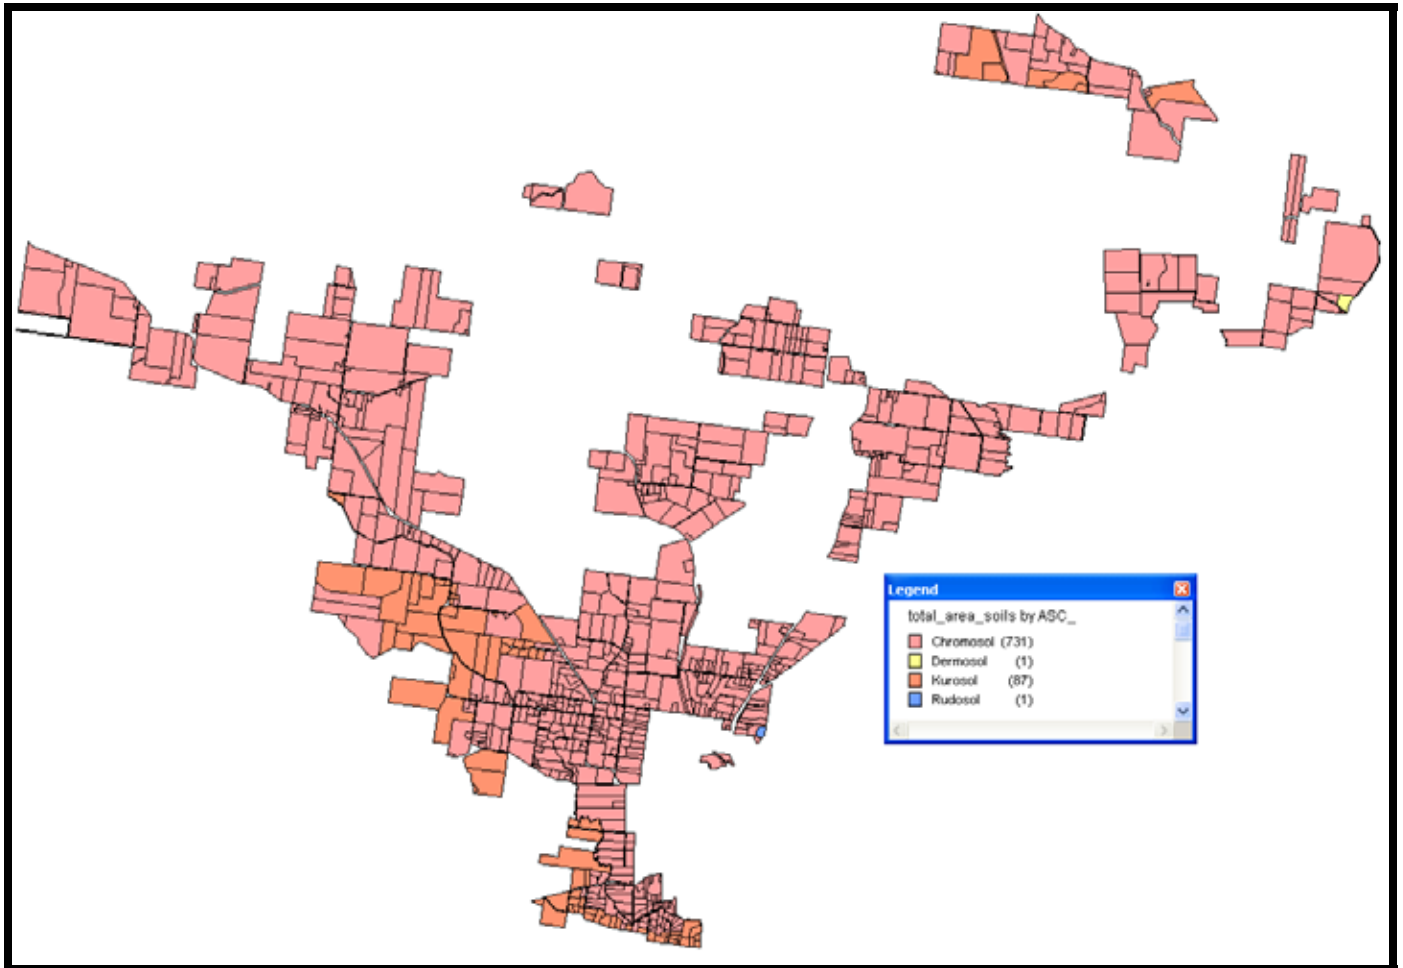 Legend
total_area_soils by ASC_
Chromosol (731)
Dermosol (1)
Kurosol (87)
Rudosol (1)